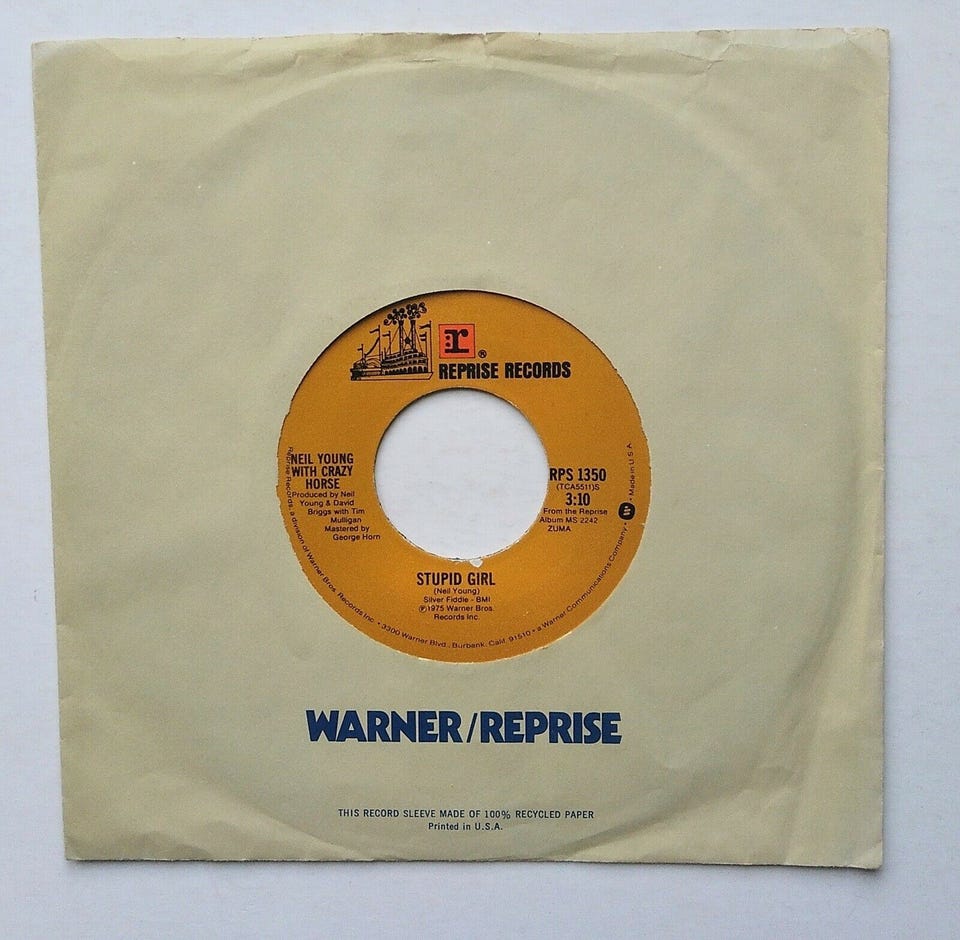 r ®
REPRISE RECORDS
NEIL YOUNG
WITH CRAZY
HORSE
Produced by Neil
Young & David
Briggs with Tim
Mulligan
Mastered by
George Horn
RPS 1350
(TCA5511)S
3:10
From the Reprise
Album MS 2242
ZUMA
STUPID GIRL
(Neil Young)
Silver Fiddle - BMI
℗1975 Warner Bros.
Records Inc.
Reprise Records, a division of Warner Bros. Records Inc. • 3300 Warner Blvd., Burbank, Calif. 91510 • a Warner Communications Company • Made in U.S.A.
WARNER/REPRISE
THIS RECORD SLEEVE MADE OF 100% RECYCLED PAPER
Printed in U.S.A.